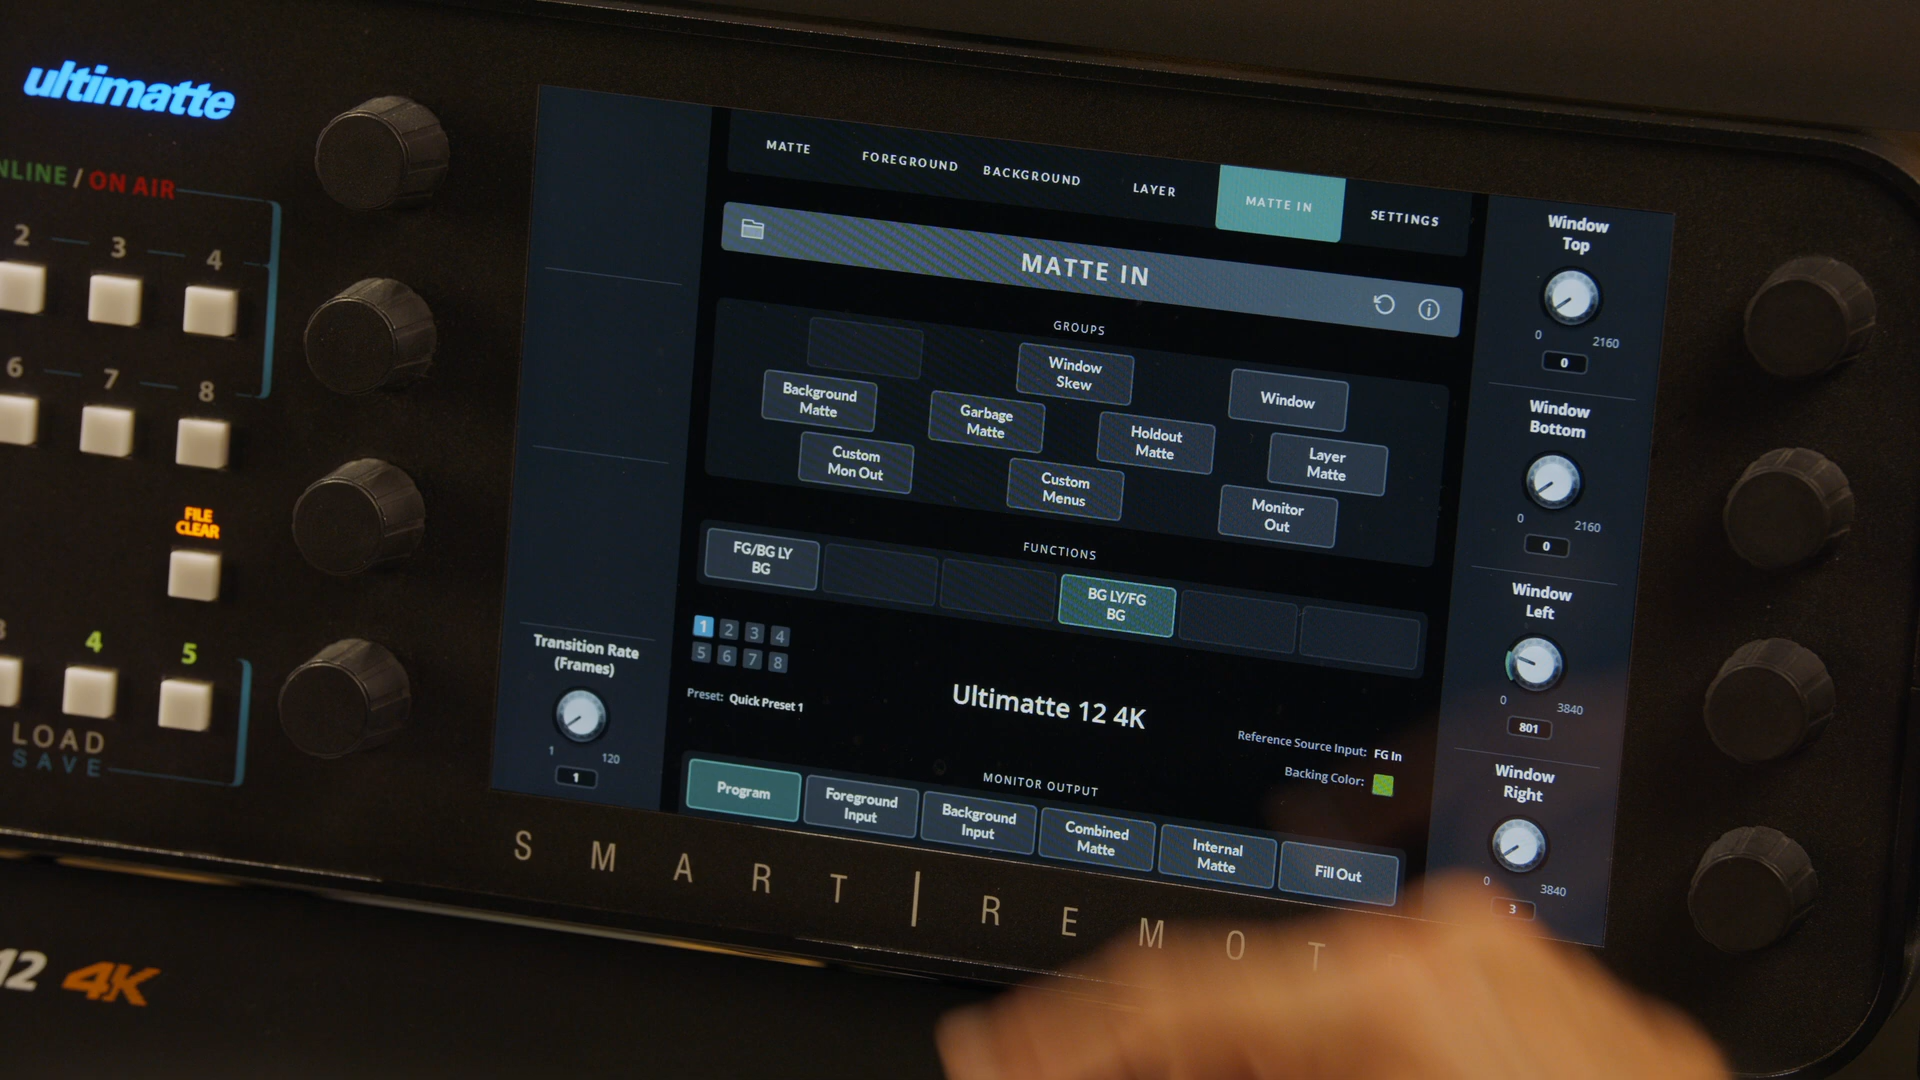 ultimatte
NLINE / ON AIR
2 3 4
6 7 8
FILE
CLEAR
3 4 5
LOAD
SAVE
12 4K
MATTE FOREGROUND BACKGROUND LAYER MATTE IN SETTINGS
MATTE IN
GROUPS
Window
Skew
Window
Background
Matte
Garbage
Matte
Holdout
Matte
Layer
Matte
Custom
Mon Out
Custom
Menus
Monitor
Out
FUNCTIONS
FG/BG LY
BG
BG LY/FG
BG
1 2 3 4
5 6 7 8
Preset: Quick Preset 1
Ultimatte 12 4K
Reference Source Input: FG In
Backing Color:
MONITOR OUTPUT
Program
Foreground
Input
Background
Input
Combined
Matte
Internal
Matte
Fill Out
Transition Rate
(Frames)
1 120
1
Window
Top
0 2160
0
Window
Bottom
0 2160
0
Window
Left
0 3840
801
Window
Right
0 3840
3
SMART | REMOT